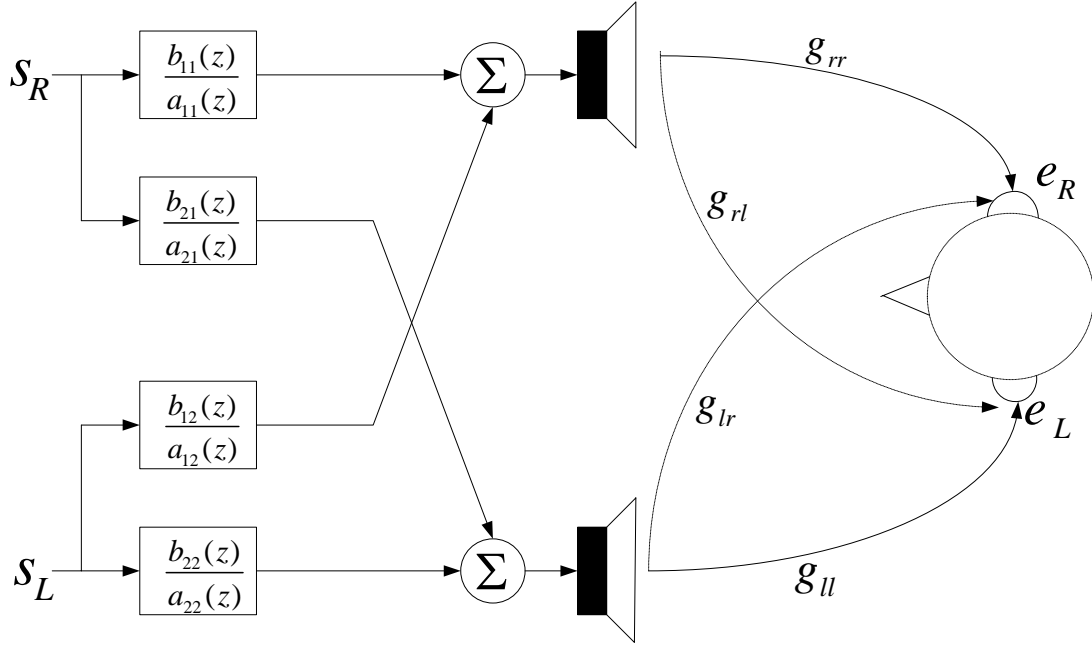 s_R
b_11(z)
a_11(z)
Σ
g_rr
b_21(z)
a_21(z)
g_rl
e_R
b_12(z)
a_12(z)
g_lr
e_L
s_L
b_22(z)
a_22(z)
Σ
g_ll